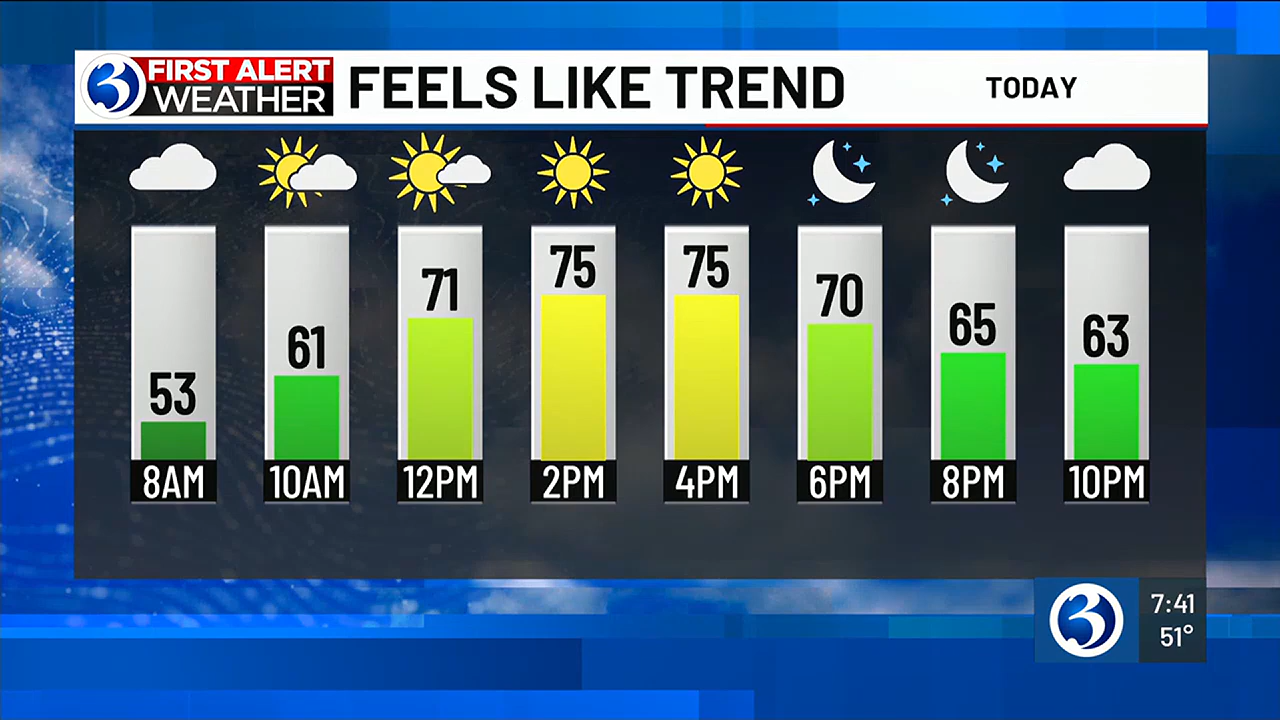 3 FIRST ALERT
WEATHER
FEELS LIKE TREND
TODAY
53
61
71
75
75
70
65
63
8AM
10AM
12PM
2PM
4PM
6PM
8PM
10PM
3
7:41
51°